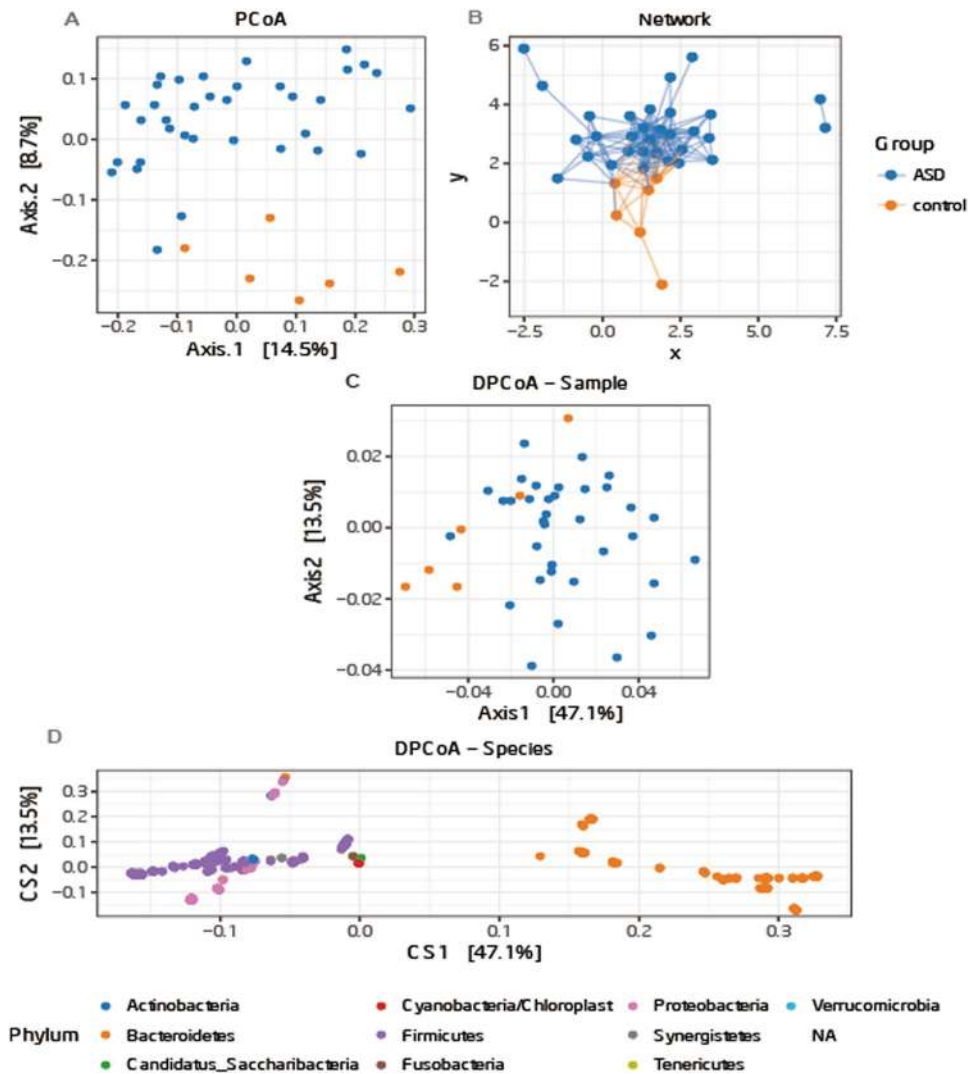 A
PCoA
Axis.2 [8.7%]
0.1
0.0
−0.1
−0.2
−0.2 −0.1 0.0 0.1 0.2 0.3
Axis.1 [14.5%]
B
Network
y
6
4
2
0
−2
−2.5 0.0 2.5 5.0 7.5
x
Group
ASD
control
C
DPCoA – Sample
Axis2 [13.5%]
0.02
0.00
−0.02
−0.04
−0.04 0.00 0.04
Axis1 [47.1%]
D
DPCoA – Species
CS2 [13.5%]
0.3
0.2
0.1
0.0
−0.1
−0.1 0.0 0.1 0.2 0.3
CS1 [47.1%]
Phylum
Actinobacteria
Bacteroidetes
Candidatus_Saccharibacteria
Cyanobacteria/Chloroplast
Firmicutes
Fusobacteria
Proteobacteria
Synergistetes
Tenericutes
Verrucomicrobia
NA